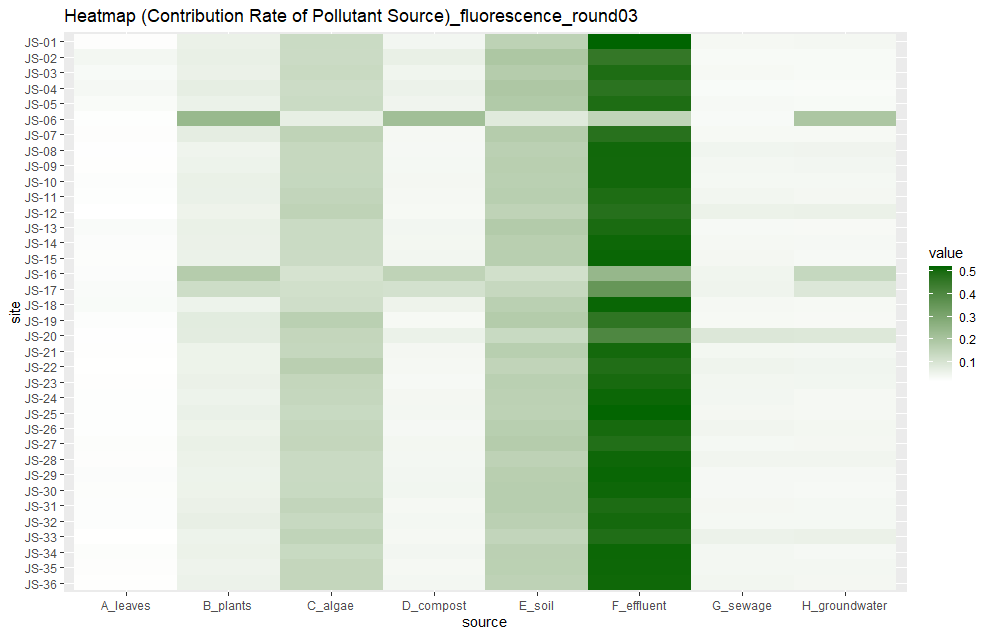 Heatmap (Contribution Rate of Pollutant Source)_fluorescence_round03
JS-01
JS-02
JS-03
JS-04
JS-05
JS-06
JS-07
JS-08
JS-09
JS-10
JS-11
JS-12
JS-13
JS-14
JS-15
JS-16
JS-17
JS-18
JS-19
JS-20
JS-21
JS-22
JS-23
JS-24
JS-25
JS-26
JS-27
JS-28
JS-29
JS-30
JS-31
JS-32
JS-33
JS-34
JS-35
JS-36
site
A_leaves B_plants C_algae D_compost E_soil F_effluent G_sewage H_groundwater
source
value
0.5
0.4
0.3
0.2
0.1